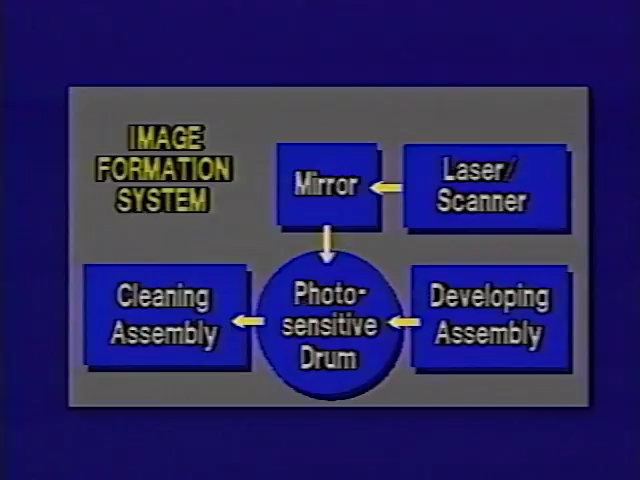 IMAGE
FORMATION
SYSTEM
Mirror
Laser/
Scanner
Cleaning
Assembly
Photo-
sensitive
Drum
Developing
Assembly